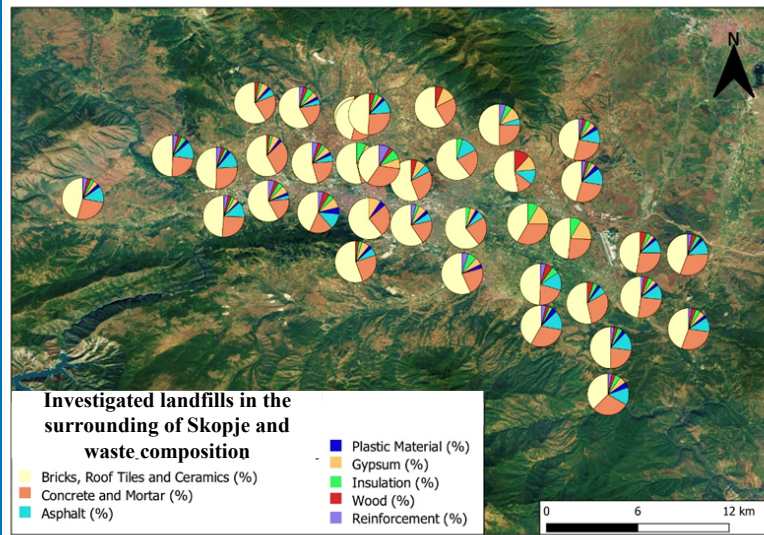 N
Investigated landfills in the
surrounding of Skopje and
waste composition
Bricks, Roof Tiles and Ceramics (%)
Concrete and Mortar (%)
Asphalt (%)
Plastic Material (%)
Gypsum (%)
Insulation (%)
Wood (%)
Reinforcement (%)
0 6 12 km